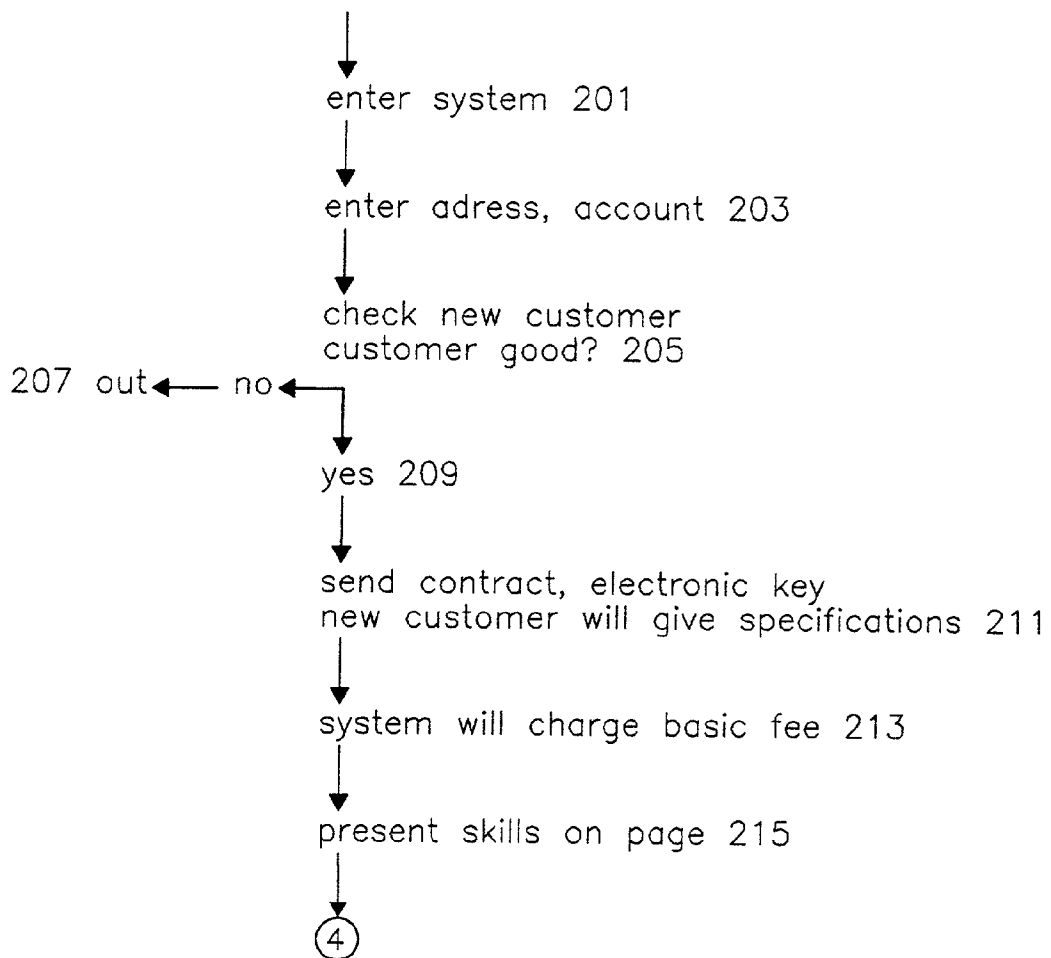 enter system 201
enter adress, account 203
check new customer
customer good? 205
207 out no
yes 209
send contract, electronic key
new customer will give specifications 211
system will charge basic fee 213
present skills on page 215
4